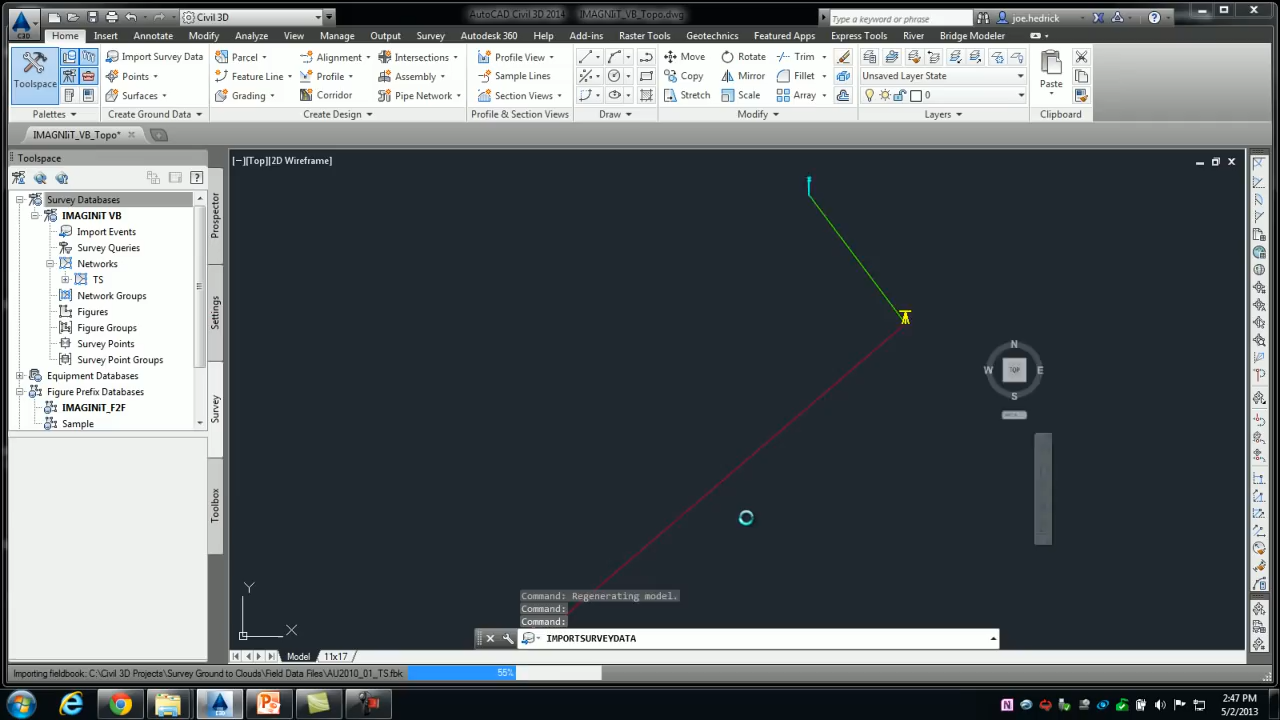 Civil 3D
AutoCAD Civil 3D 2014 IMAGNIiT_VB_Topo.dwg
Type a keyword or phrase
joe.hedrick
Home Insert Annotate Modify Analyze View Manage Output Survey Autodesk 360 Help Add-ins Raster Tools Geotechnics Featured Apps Express Tools River Bridge Modeler
Toolspace
Import Survey Data
Points
Surfaces
Parcel
Feature Line
Grading
Alignment
Profile
Corridor
Intersections
Assembly
Pipe Network
Profile View
Sample Lines
Section Views
Move
Copy
Stretch
Rotate
Mirror
Scale
Trim
Fillet
Array
Unsaved Layer State
0
Paste
Palettes Create Ground Data Create Design Profile & Section Views Draw Modify Layers Clipboard
IMAGNIiT_VB_Topo*
Toolspace
[−][Top][2D Wireframe]
Survey Databases
IMAGINiT VB
Import Events
Survey Queries
Networks
TS
Network Groups
Figures
Figure Groups
Survey Points
Survey Point Groups
Equipment Databases
Figure Prefix Databases
IMAGINiT_F2F
Sample
Prospector
Settings
Survey
Toolbox
N
W TOP E
S
Y
X
Command: Regenerating model.
Command:
Command:
IMPORTSURVEYDATA
Model 11x17
Importing fieldbook: C:\Civil 3D Projects\Survey Ground to Clouds\Field Data Files\AU2010_01_TS.fbk
56%
2:47 PM
5/2/2013